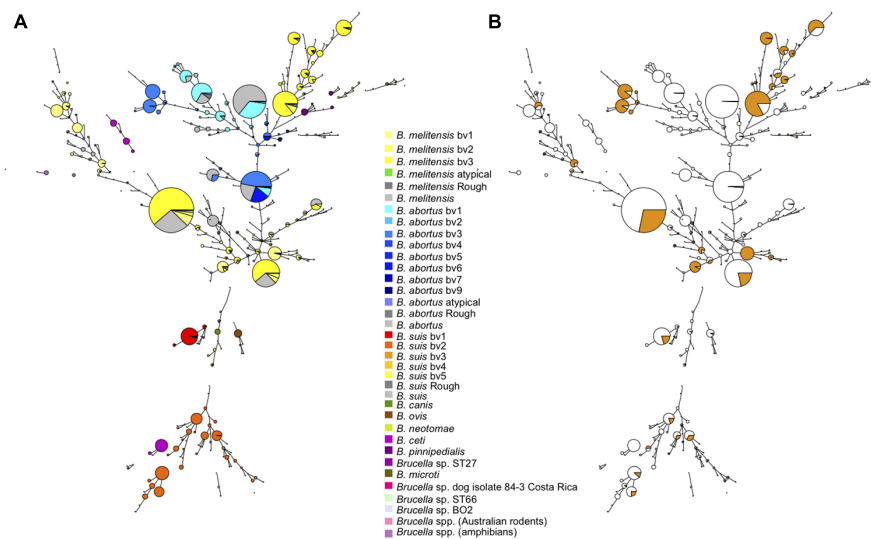 A
B
B. melitensis bv1
B. melitensis bv2
B. melitensis bv3
B. melitensis atypical
B. melitensis Rough
B. melitensis
B. abortus bv1
B. abortus bv2
B. abortus bv3
B. abortus bv4
B. abortus bv5
B. abortus bv6
B. abortus bv7
B. abortus bv9
B. abortus atypical
B. abortus Rough
B. abortus
B. suis bv1
B. suis bv2
B. suis bv3
B. suis bv4
B. suis bv5
B. suis Rough
B. suis
B. canis
B. ovis
B. neotomae
B. ceti
B. pinnipedialis
Brucella sp. ST27
B. microti
Brucella sp. dog isolate 84-3 Costa Rica
Brucella sp. ST66
Brucella sp. BO2
Brucella spp. (Australian rodents)
Brucella spp. (amphibians)